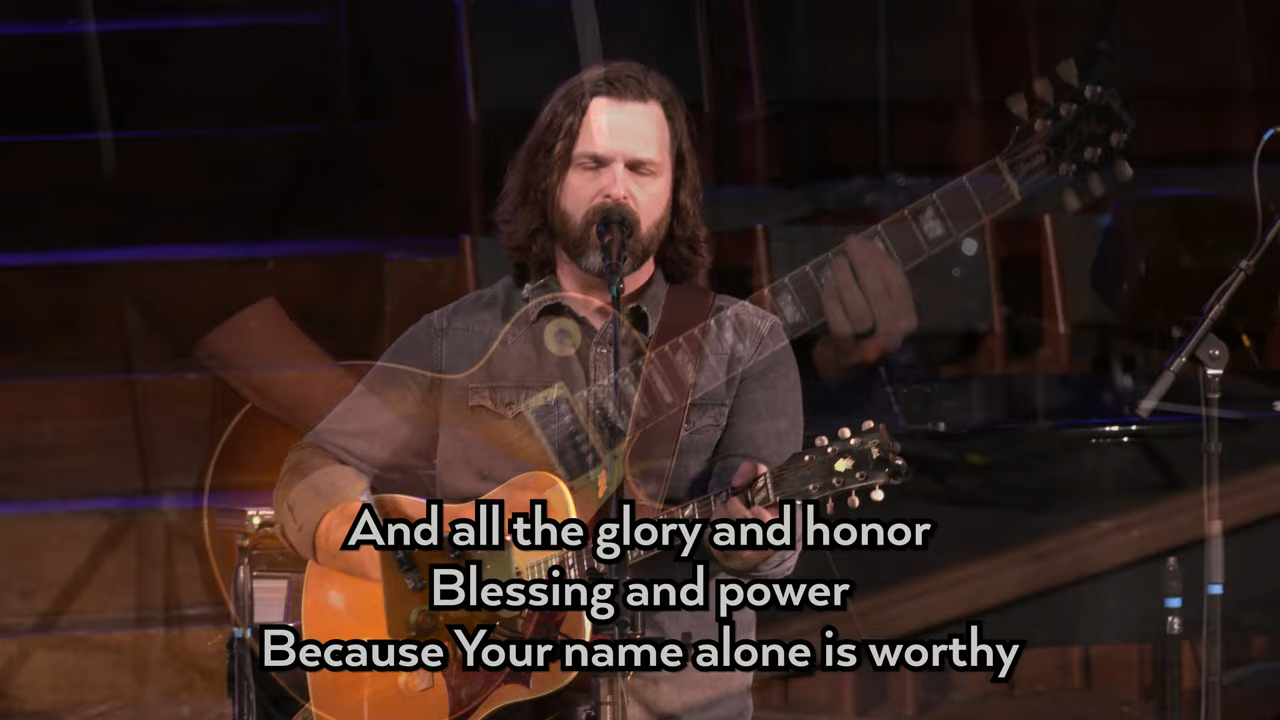 And all the glory and honor
Blessing and power
Because Your name alone is worthy